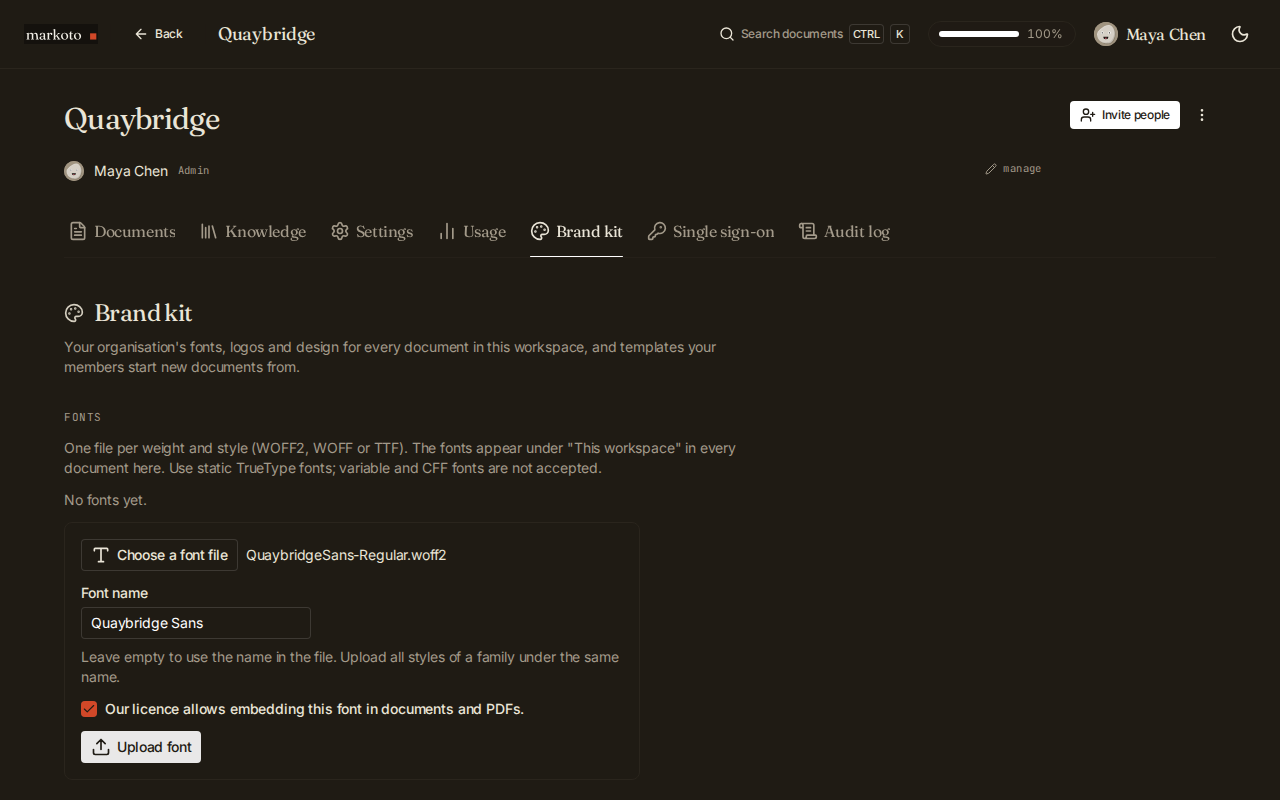 markoto
Back
Quaybridge
Search documents CTRL K
100%
Maya Chen
Quaybridge
Invite people
Maya Chen Admin
manage
Documents
Knowledge
Settings
Usage
Brand kit
Single sign-on
Audit log
Brand kit
Your organisation's fonts, logos and design for every document in this workspace, and templates your
members start new documents from.
FONTS
One file per weight and style (WOFF2, WOFF or TTF). The fonts appear under "This workspace" in every
document here. Use static TrueType fonts; variable and CFF fonts are not accepted.
No fonts yet.
Choose a font file QuaybridgeSans-Regular.woff2
Font name
Quaybridge Sans
Leave empty to use the name in the file. Upload all styles of a family under the same
name.
Our licence allows embedding this font in documents and PDFs.
Upload font